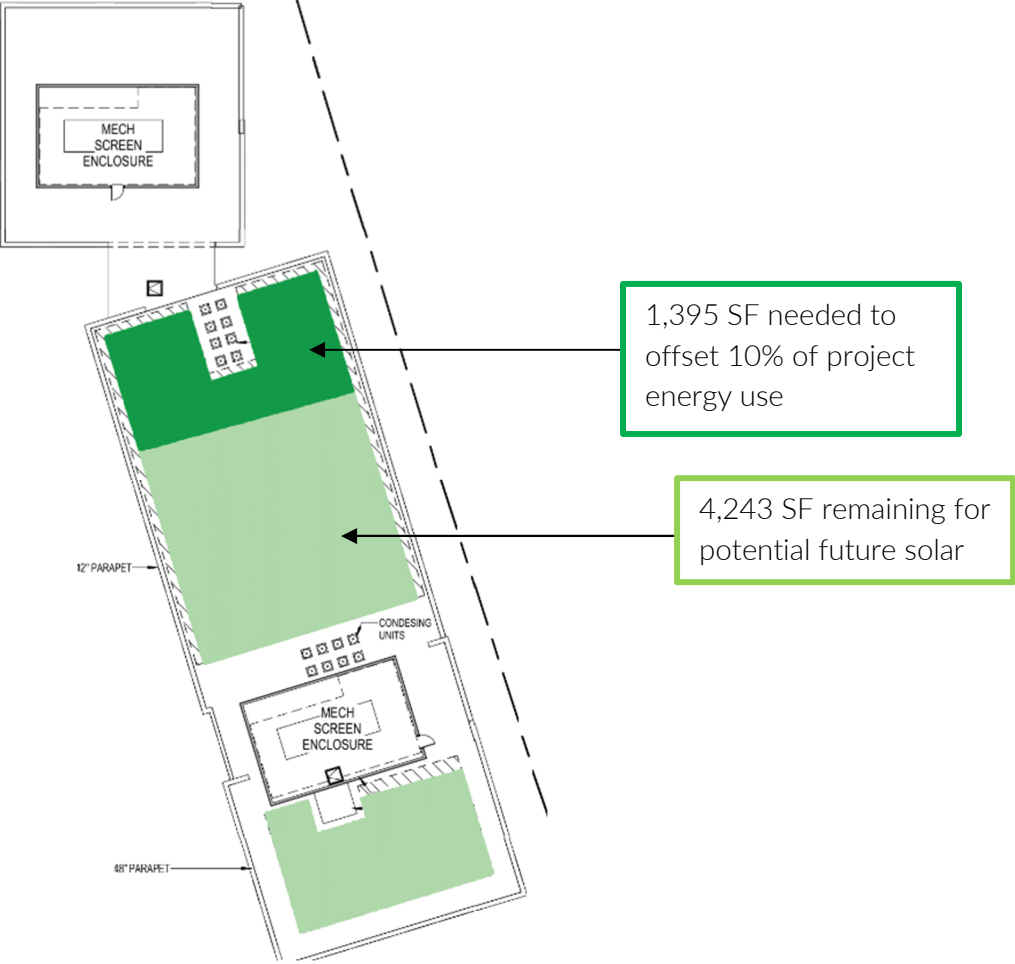 MECH
SCREEN
ENCLOSURE
1,395 SF needed to
offset 10% of project
energy use
4,243 SF remaining for
potential future solar
12" PARAPET
CONDESING
UNITS
MECH
SCREEN
ENCLOSURE
48" PARAPET